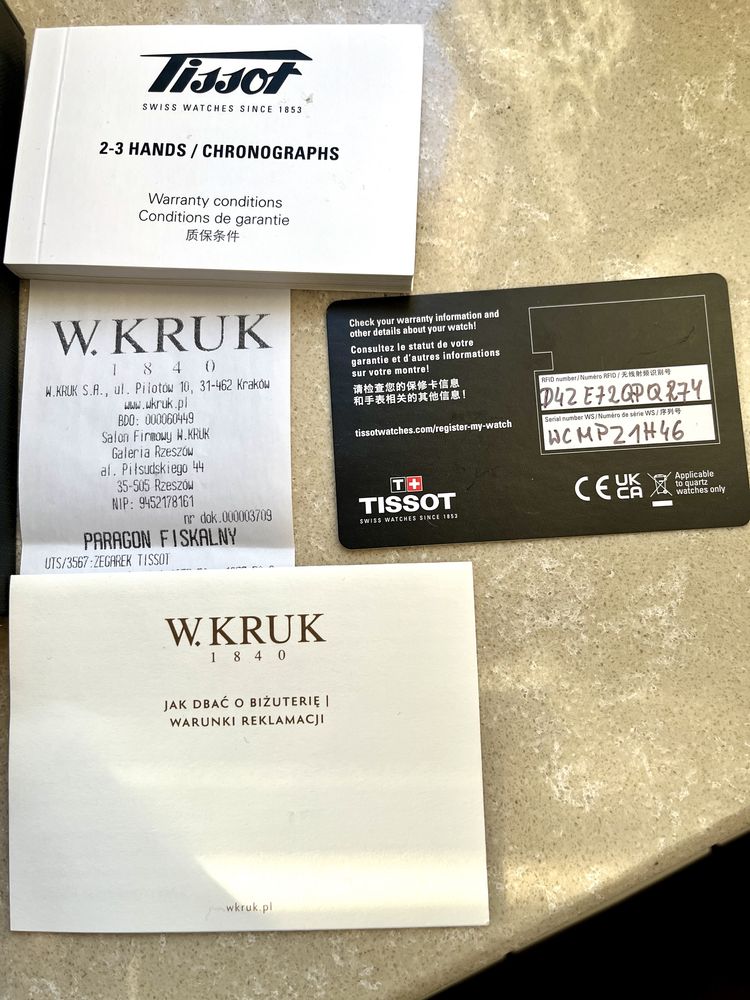 Tissot
SWISS WATCHES SINCE 1853
2-3 HANDS / CHRONOGRAPHS
Warranty conditions
Conditions de garantie
质保条件
W.KRUK
1840
W.KRUK S.A., ul. Pilotów 10, 31-462 Kraków
www.wkruk.pl
BDO: 000060449
Salon Firmowy W.KRUK
Galeria Rzeszów
al. Piłsudskiego 44
35-505 Rzeszów
NIP: 9452178161
nr dok.000003709
PARAGON FISKALNY
UTS/3567:ZEGAREK TISSOT
Check your warranty information and
other details about your watch!
Consultez le statut de votre
garantie et d'autres informations
sur votre montre!
请检查您的保修卡信息
和手表相关的其他信息!
tissotwatches.com/register-my-watch
T+
TISSOT
SWISS WATCHES SINCE 1853
RFID number/Numéro RFID/无线射频识别号
D42E72QPQR74
Serial number WS/Numéro de série WS/序列号
WCMPZ1H46
CE UK
CA
Applicable
to quartz
watches only
W.KRUK
1840
JAK DBAĆ O BIŻUTERIĘ |
WARUNKI REKLAMACJI
wkruk.pl